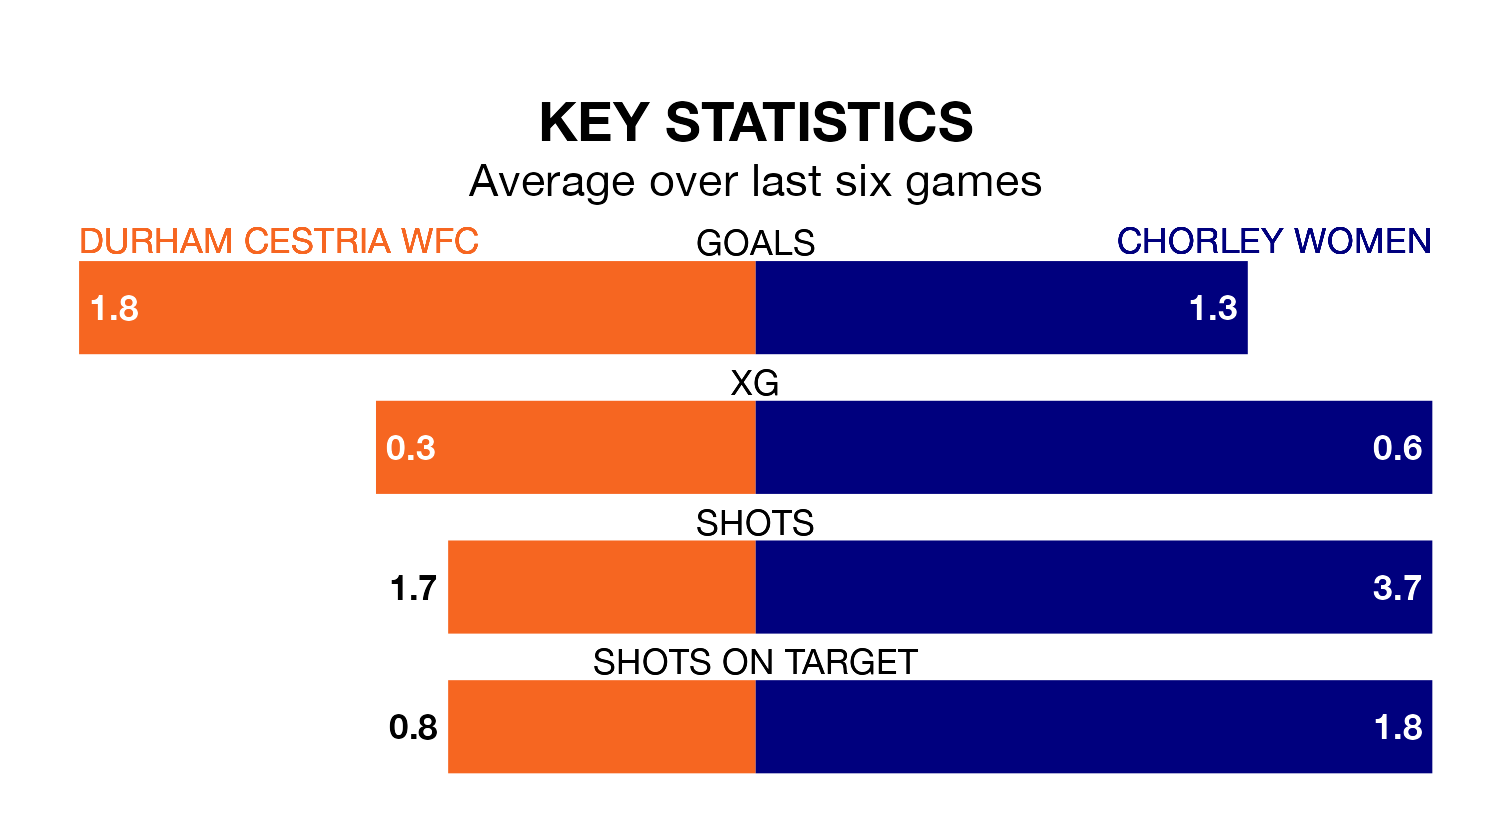 KEY STATISTICS
Average over last six games
DURHAM CESTRIA WFC GOALS CHORLEY WOMEN
1.8 1.3
XG
0.3 0.6
SHOTS
1.7 3.7
SHOTS ON TARGET
0.8 1.8